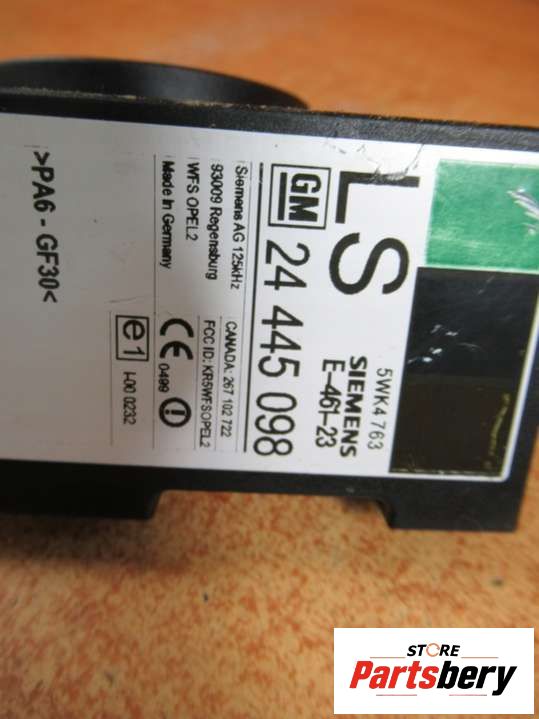 LS
5WK4 763
SIEMENS
E-461-23
GM 24 445 098
Siemens AG 125kHz
93009 Regensburg
WFS OPEL2
Made in Germany
CANADA: 267 102 722
FCC ID: KR5WFSOPEL2
CE 0499
e1 I-00 0232
>PA6 - GF30<
STORE
Partsbery